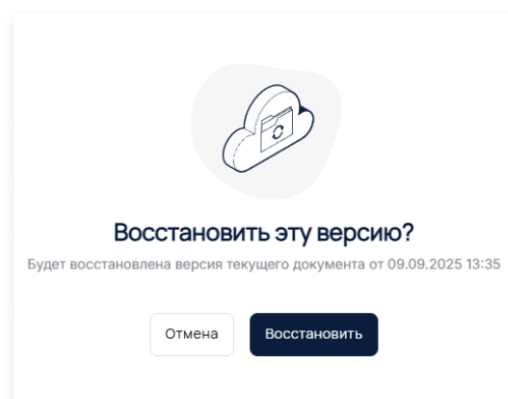 Восстановить эту версию?
Будет восстановлена версия текущего документа от 09.09.2025 13:35
Отмена
Восстановить